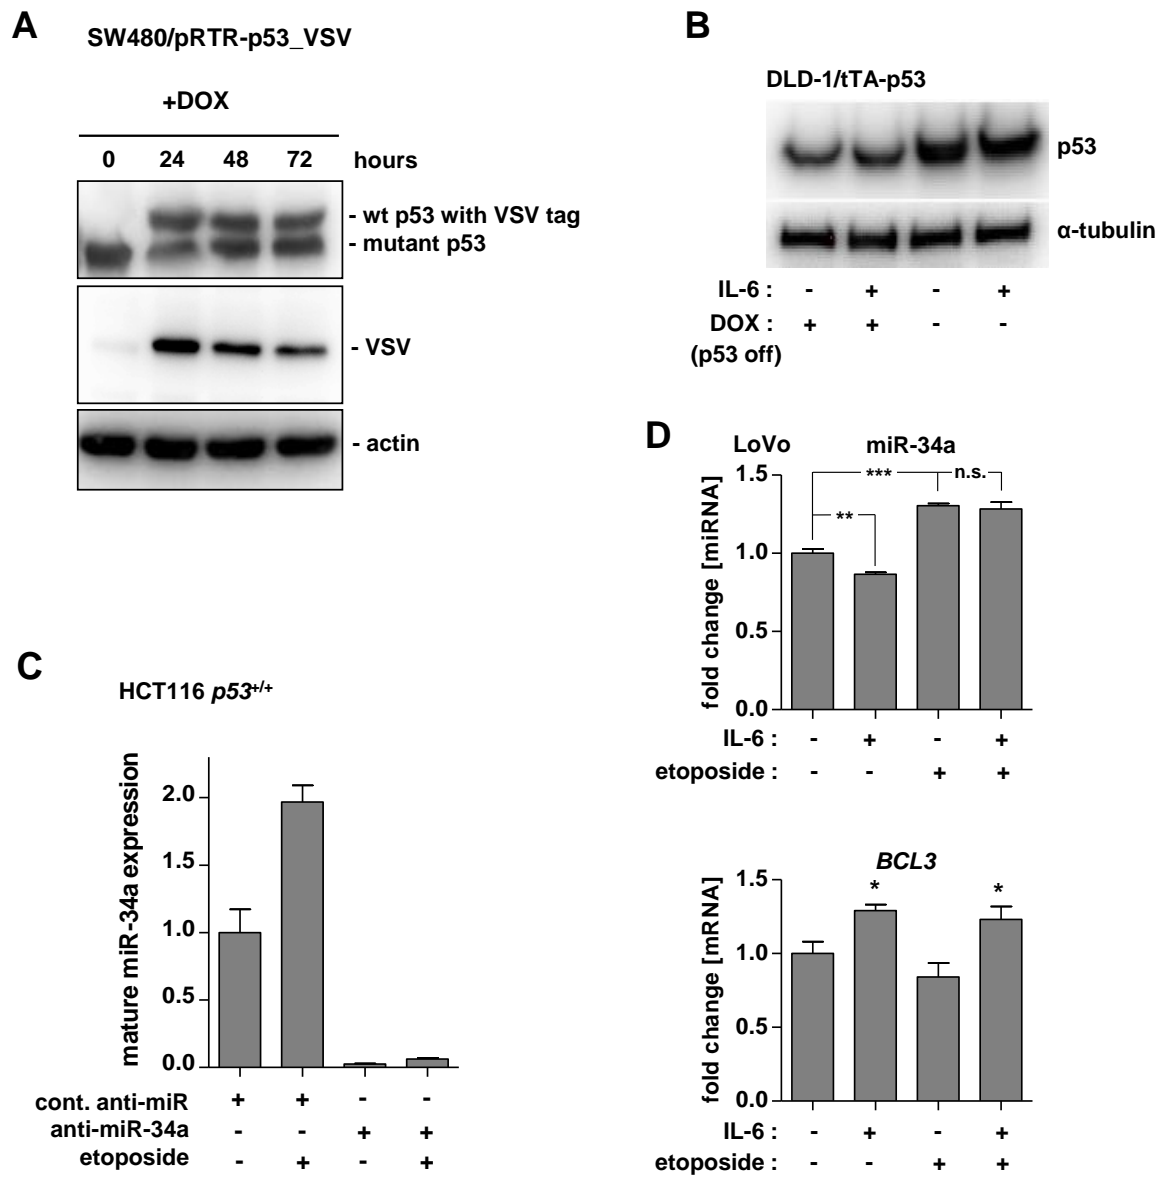 A
SW480/pRTR-p53_VSV
+DOX
0 24 48 72 hours
- wt p53 with VSV tag
- mutant p53
- VSV
- actin
B
DLD-1/tTA-p53
p53
α-tubulin
IL-6 : - + - +
DOX : + + - -
(p53 off)
C
HCT116 p53+/+
mature miR-34a expression
2.0
1.5
1.0
0.5
0.0
cont. anti-miR + + - -
anti-miR-34a - - + +
etoposide - + - +
D
LoVo miR-34a
fold change [miRNA]
1.5
1.0
0.5
0.0
*** n.s.
**
IL-6 : - + - +
etoposide : - - + +
BCL3
fold change [mRNA]
1.5
1.0
0.5
0.0
* *
IL-6 : - + - +
etoposide : - - + +